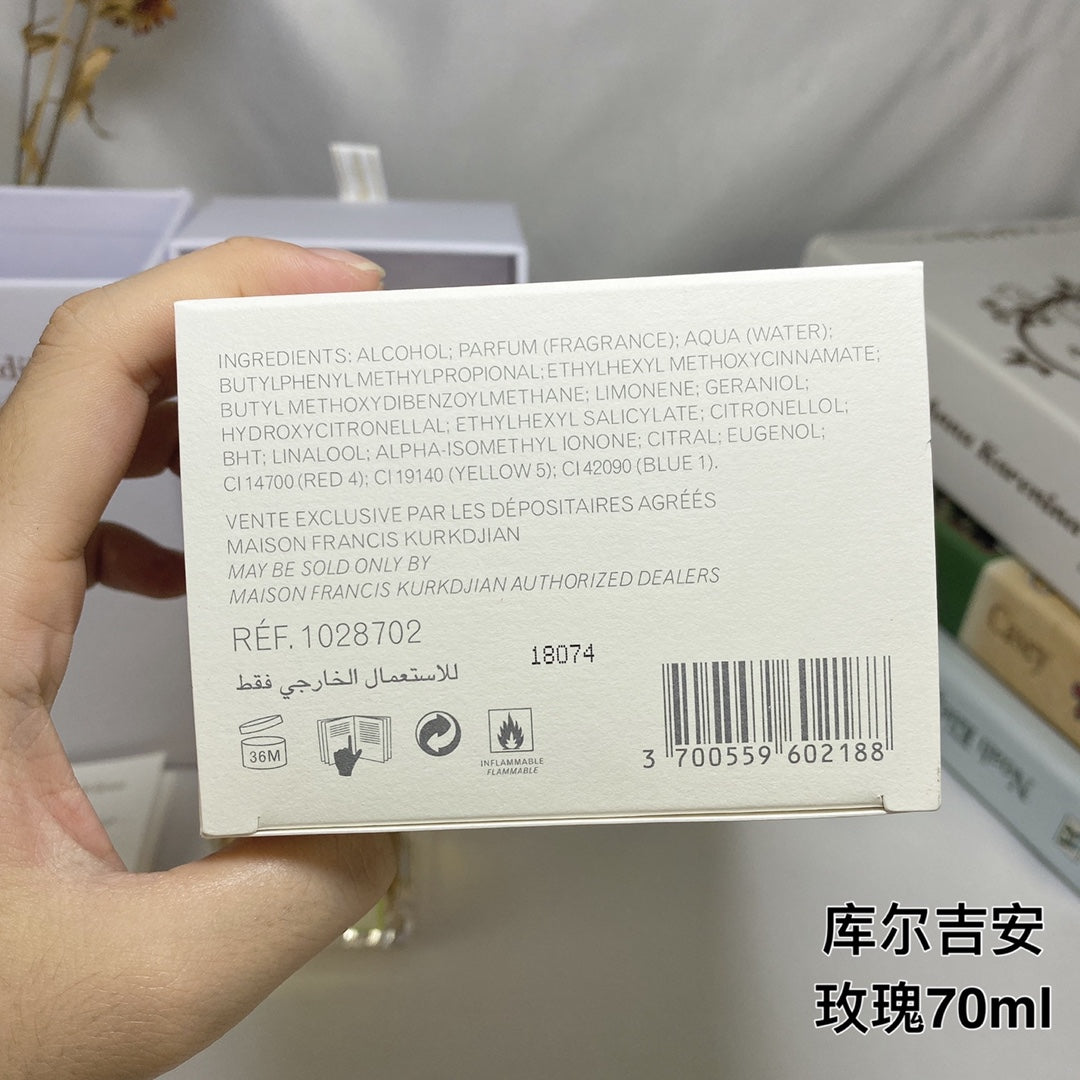 INGREDIENTS: ALCOHOL; PARFUM (FRAGRANCE); AQUA (WATER);
BUTYLPHENYL METHYLPROPIONAL; ETHYLHEXYL METHOXYCINNAMATE;
BUTYL METHOXYDIBENZOYLMETHANE; LIMONENE; GERANIOL;
HYDROXYCITRONELLAL; ETHYLHEXYL SALICYLATE; CITRONELLOL;
BHT; LINALOOL; ALPHA-ISOMETHYL IONONE; CITRAL; EUGENOL;
CI 14700 (RED 4); CI 19140 (YELLOW 5); CI 42090 (BLUE 1).
VENTE EXCLUSIVE PAR LES DÉPOSITAIRES AGRÉÉS
MAISON FRANCIS KURKDJIAN
MAY BE SOLD ONLY BY
MAISON FRANCIS KURKDJIAN AUTHORIZED DEALERS
RÉF. 1028702
18074
للاستعمال الخارجي فقط
36M
INFLAMMABLE
FLAMMABLE
3 700559 602188
Karenina
库尔吉安
玫瑰70ml